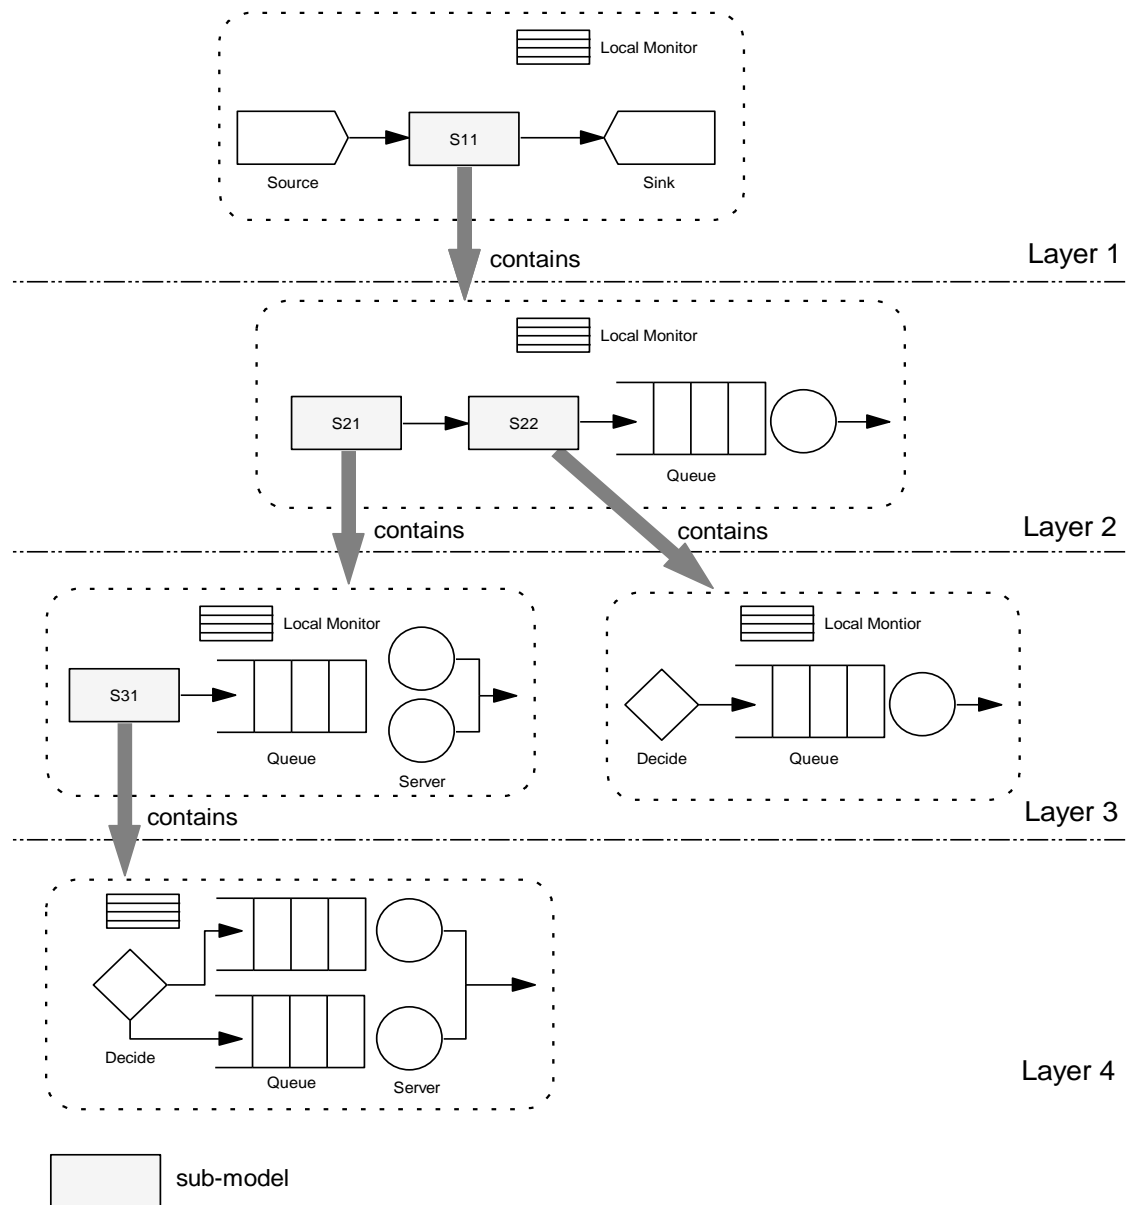 Local Monitor
S11
Source
Sink
contains
Layer 1
Local Monitor
S21
S22
Queue
contains
contains
Layer 2
Local Monitor
S31
Queue
Server
Local Montior
Decide
Queue
contains
Layer 3
Decide
Queue
Server
Layer 4
sub-model